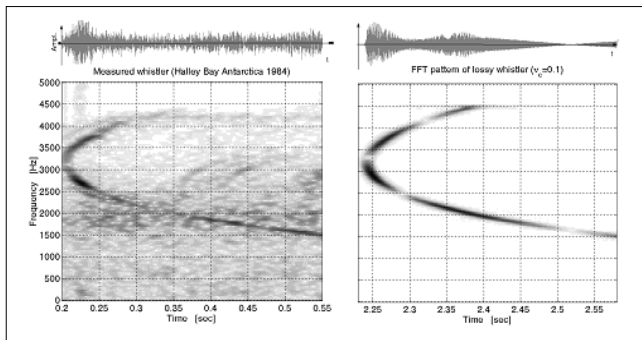 Ampl.
t
t
Measured whistler (Halley Bay Antarctica 1984)
FFT pattern of lossy whistler (νc=0.1)
5000
4500
4000
3500
3000
2500
2000
1500
1000
500
0
Frequency [Hz]
0.2 0.25 0.3 0.35 0.4 0.45 0.5 0.55
2.25 2.3 2.35 2.4 2.45 2.5 2.55
Time [sec]
Time [sec]